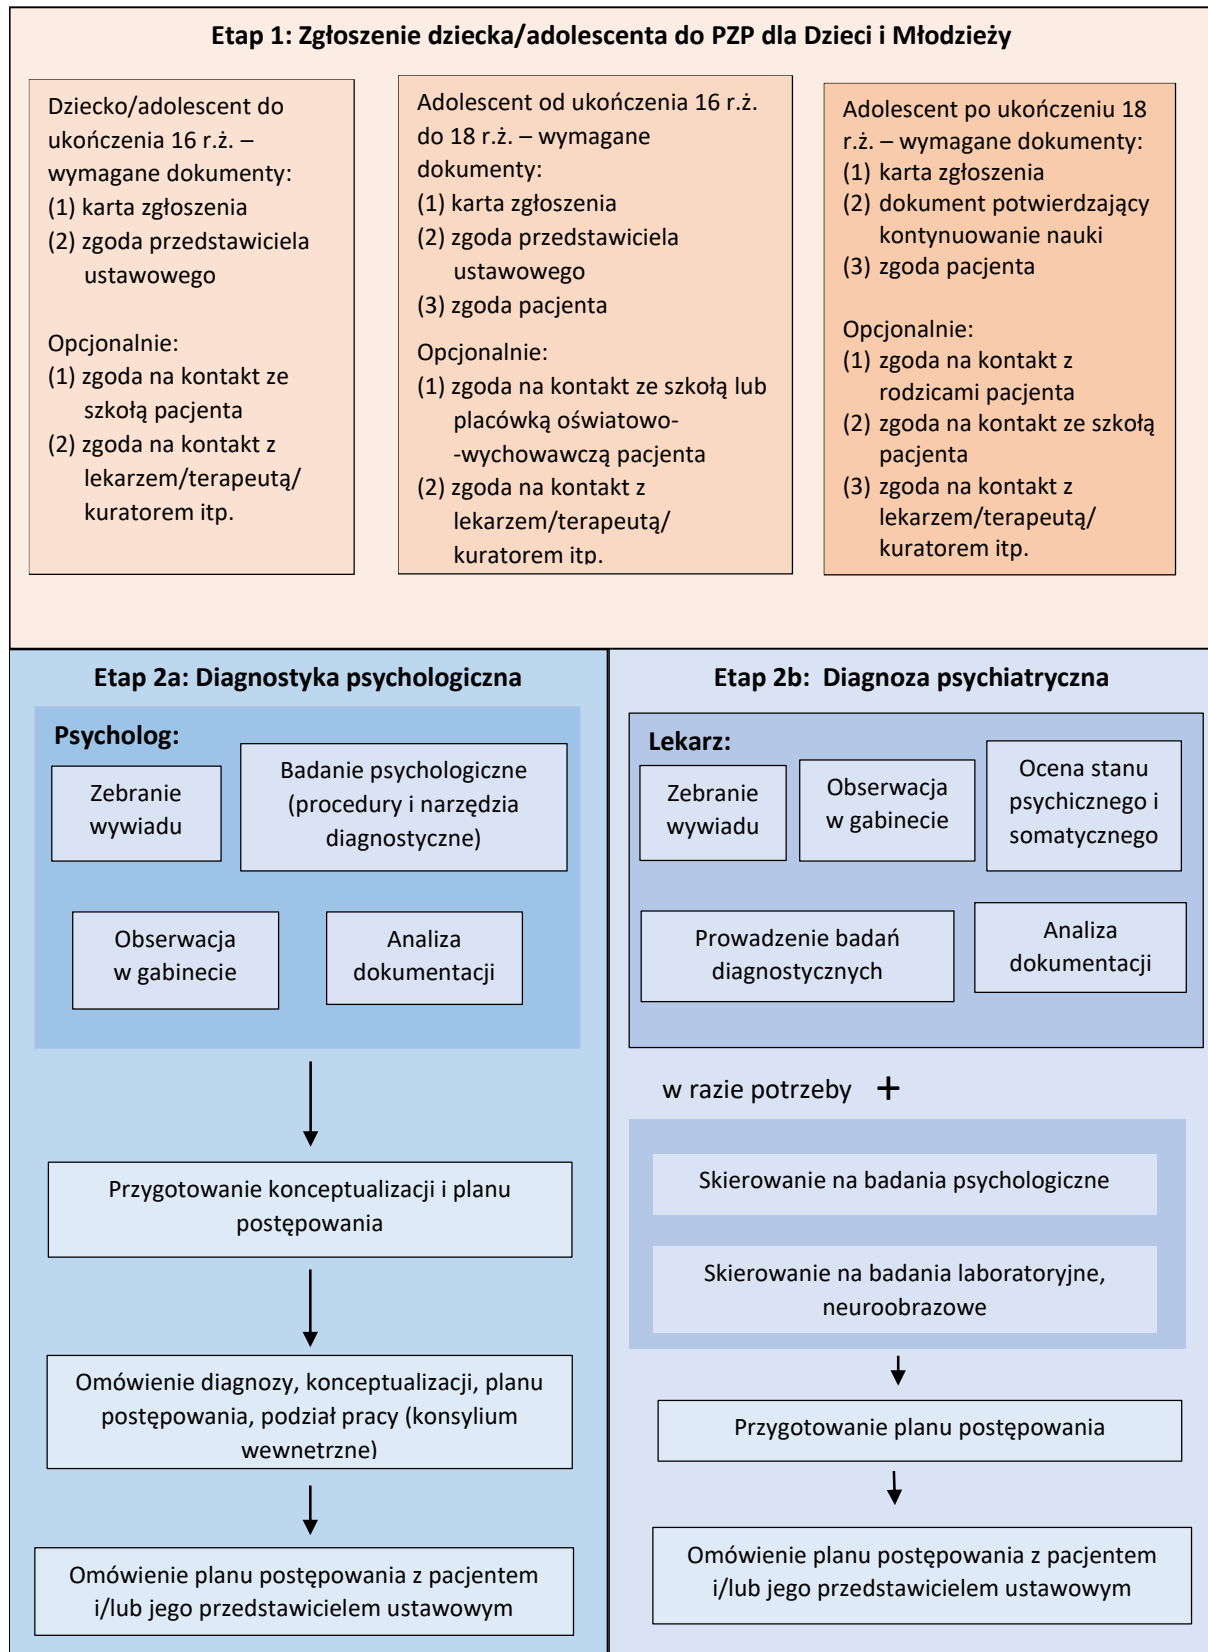 Etap 1: Zgłoszenie dziecka/adolescenta do PZP dla Dzieci i Młodzieży
Dziecko/adolescent do
ukończenia 16 r.ż. –
wymagane dokumenty:
(1) karta zgłoszenia
(2) zgoda przedstawiciela
ustawowego
Opcjonalnie:
(1) zgoda na kontakt ze
szkołą pacjenta
(2) zgoda na kontakt z
lekarzem/terapeutą/
kuratorem itp.
Adolescent od ukończenia 16 r.ż.
do 18 r.ż. – wymagane
dokumenty:
(1) karta zgłoszenia
(2) zgoda przedstawiciela
ustawowego
(3) zgoda pacjenta
Opcjonalnie:
(1) zgoda na kontakt ze szkołą lub
placówką oświatowo-
-wychowawczą pacjenta
(2) zgoda na kontakt z
lekarzem/terapeutą/
kuratorem itp.
Adolescent po ukończeniu 18
r.ż. – wymagane dokumenty:
(1) karta zgłoszenia
(2) dokument potwierdzający
kontynuowanie nauki
(3) zgoda pacjenta
Opcjonalnie:
(1) zgoda na kontakt z
rodzicami pacjenta
(2) zgoda na kontakt ze szkołą
pacjenta
(3) zgoda na kontakt z
lekarzem/terapeutą/
kuratorem itp.
Etap 2a: Diagnostyka psychologiczna
Psycholog:
Zebranie
wywiadu
Badanie psychologiczne
(procedury i narzędzia
diagnostyczne)
Obserwacja
w gabinecie
Analiza
dokumentacji
Przygotowanie konceptualizacji i planu
postępowania
Omówienie diagnozy, konceptualizacji, planu
postępowania, podział pracy (konsylium
wewnętrzne)
Omówienie planu postępowania z pacjentem
i/lub jego przedstawicielem ustawowym
Etap 2b: Diagnoza psychiatryczna
Lekarz:
Zebranie
wywiadu
Obserwacja
w gabinecie
Ocena stanu
psychicznego i
somatycznego
Prowadzenie badań
diagnostycznych
Analiza
dokumentacji
w razie potrzeby +
Skierowanie na badania psychologiczne
Skierowanie na badania laboratoryjne,
neuroobrazowe
Przygotowanie planu postępowania
Omówienie planu postępowania z pacjentem
i/lub jego przedstawicielem ustawowym